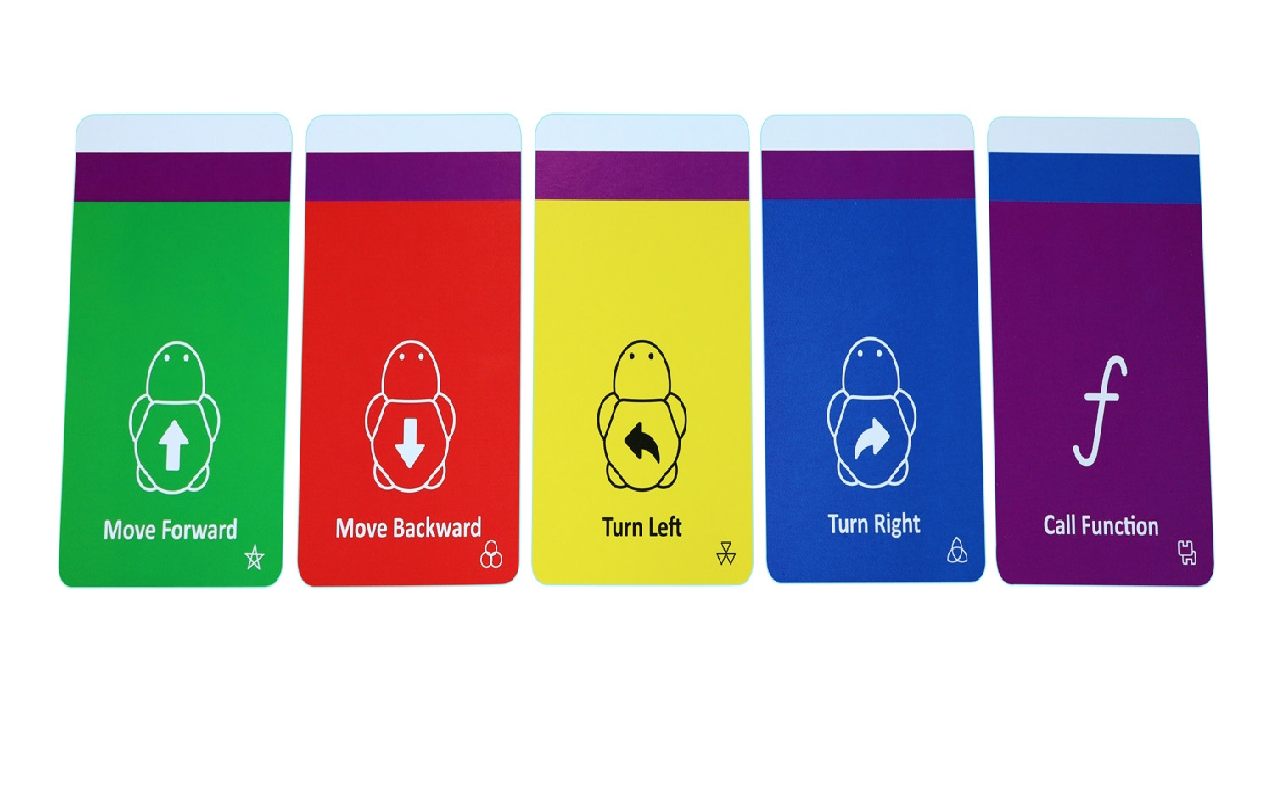 Move Forward
Move Backward
Turn Left
Turn Right
f
Call Function